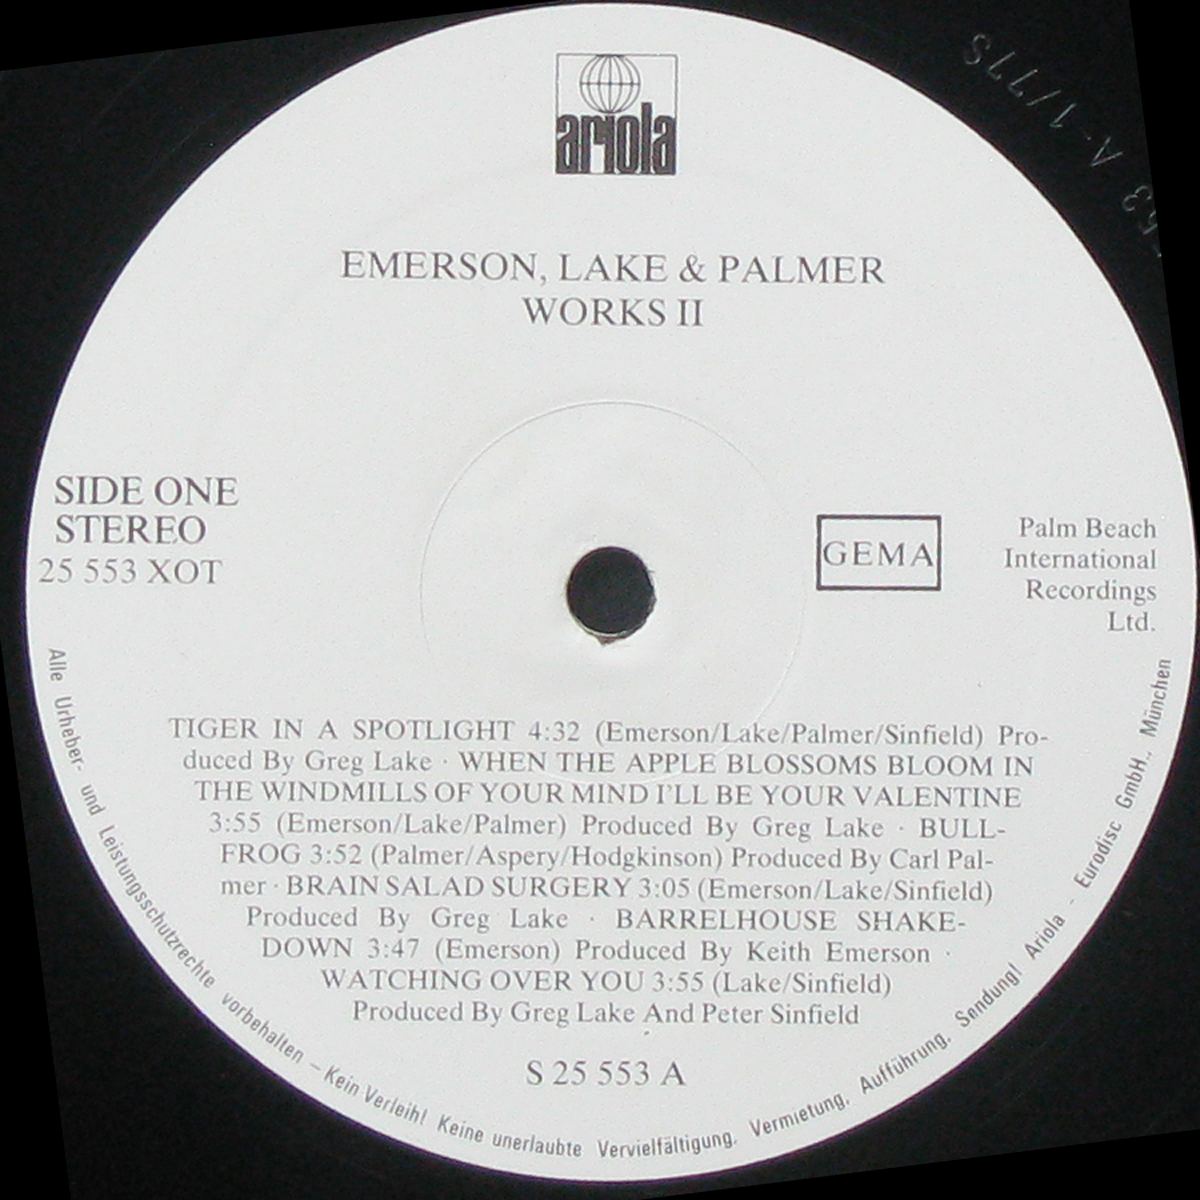 ariola
EMERSON, LAKE & PALMER
WORKS II
SIDE ONE
STEREO
25 553 XOT
GEMA
Palm Beach
International
Recordings
Ltd.
TIGER IN A SPOTLIGHT 4:32 (Emerson/Lake/Palmer/Sinfield) Pro-
duced By Greg Lake · WHEN THE APPLE BLOSSOMS BLOOM IN
THE WINDMILLS OF YOUR MIND I'LL BE YOUR VALENTINE
3:55 (Emerson/Lake/Palmer) Produced By Greg Lake · BULL-
FROG 3:52 (Palmer/Aspery/Hodgkinson) Produced By Carl Pal-
mer · BRAIN SALAD SURGERY 3:05 (Emerson/Lake/Sinfield)
Produced By Greg Lake · BARRELHOUSE SHAKE-
DOWN 3:47 (Emerson) Produced By Keith Emerson ·
WATCHING OVER YOU 3:55 (Lake/Sinfield)
Produced By Greg Lake And Peter Sinfield
S 25 553 A
Alle Urheber- und Leistungsschutzrechte vorbehalten – Kein Verleih! Keine unerlaubte Vervielfältigung, Vermietung, Aufführung, Sendung! Ariola - Eurodisc GmbH., München